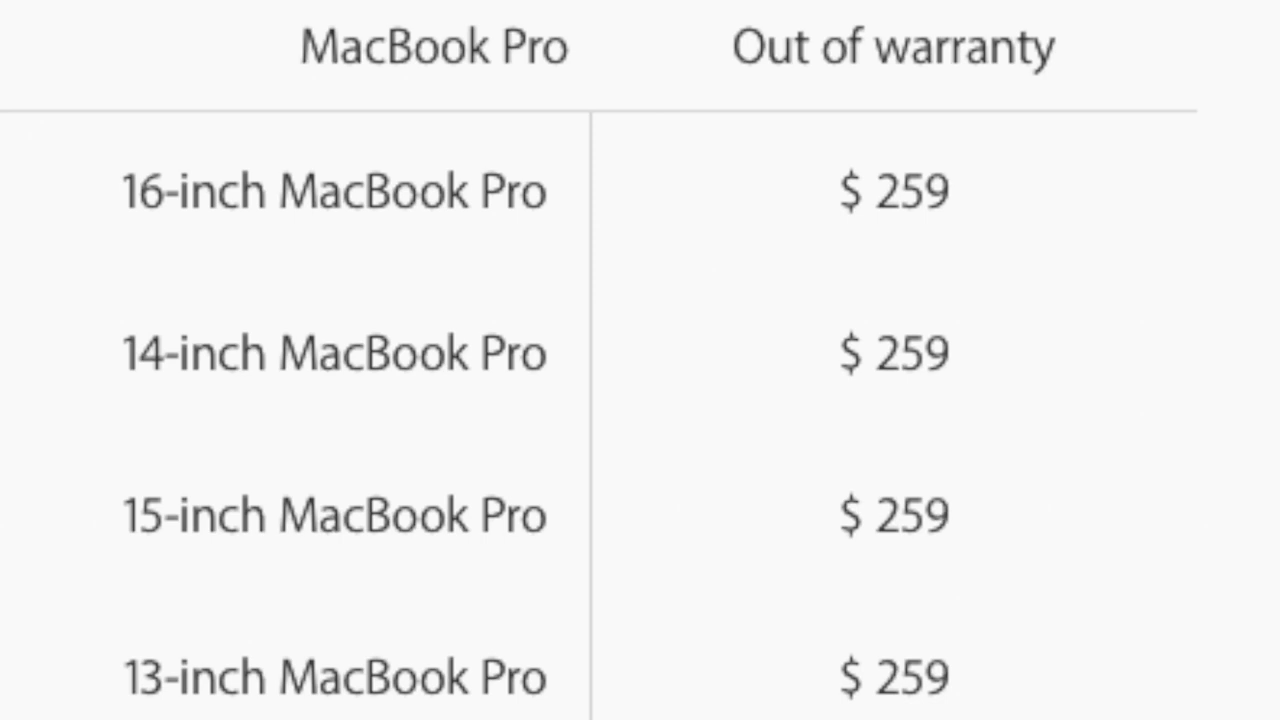 MacBook Pro Out of warranty
16-inch MacBook Pro $ 259
14-inch MacBook Pro $ 259
15-inch MacBook Pro $ 259
13-inch MacBook Pro $ 259